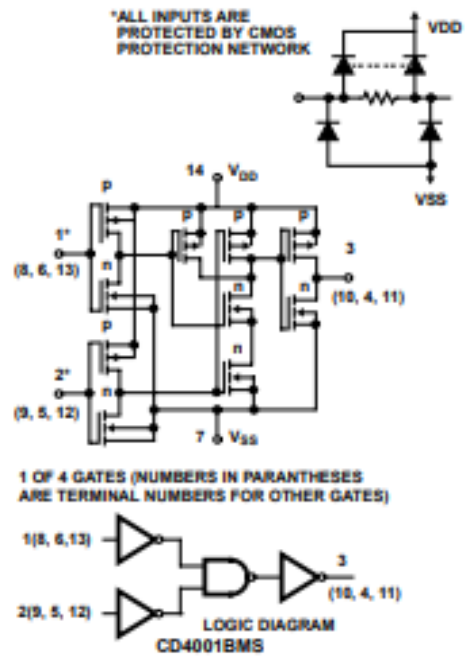 *ALL INPUTS ARE
PROTECTED BY CMOS
PROTECTION NETWORK
VDD
VSS
14 VDD
p
p p p
1*
(8, 6, 13)
n
3
n
n
(10, 4, 11)
p
2*
(9, 5, 12)
n
n
7 VSS
1 OF 4 GATES (NUMBERS IN PARANTHESES
ARE TERMINAL NUMBERS FOR OTHER GATES)
1(8, 6,13)
3
(10, 4, 11)
2(9, 5, 12)
LOGIC DIAGRAM
CD4001BMS